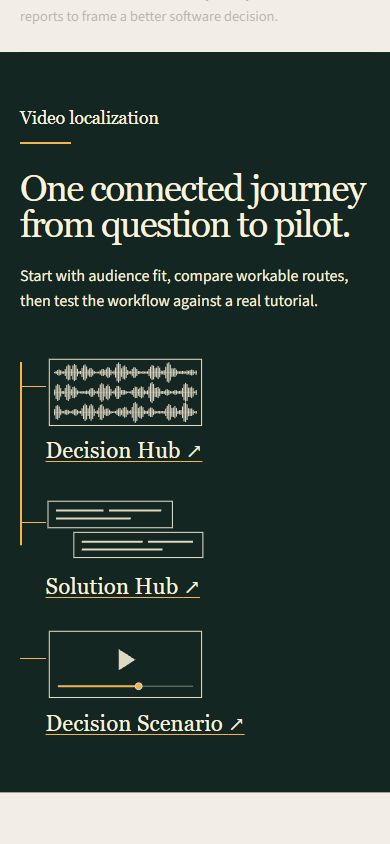 reports to frame a better software decision.
Video localization
One connected journey
from question to pilot.
Start with audience fit, compare workable routes,
then test the workflow against a real tutorial.
Decision Hub ↗
Solution Hub ↗
Decision Scenario ↗